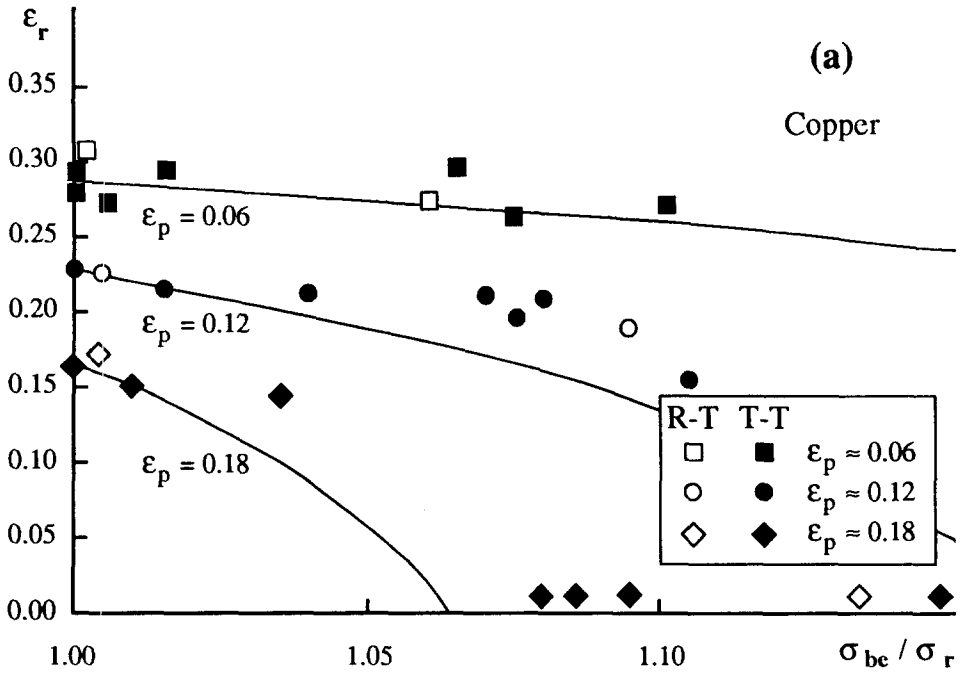 ε_r
(a)
Copper
0.35
0.30
0.25
0.20
0.15
0.10
0.05
0.00
ε_p = 0.06
ε_p = 0.12
ε_p = 0.18
R-T T-T
ε_p ≈ 0.06
ε_p ≈ 0.12
ε_p ≈ 0.18
1.00 1.05 1.10 σ_be / σ_r